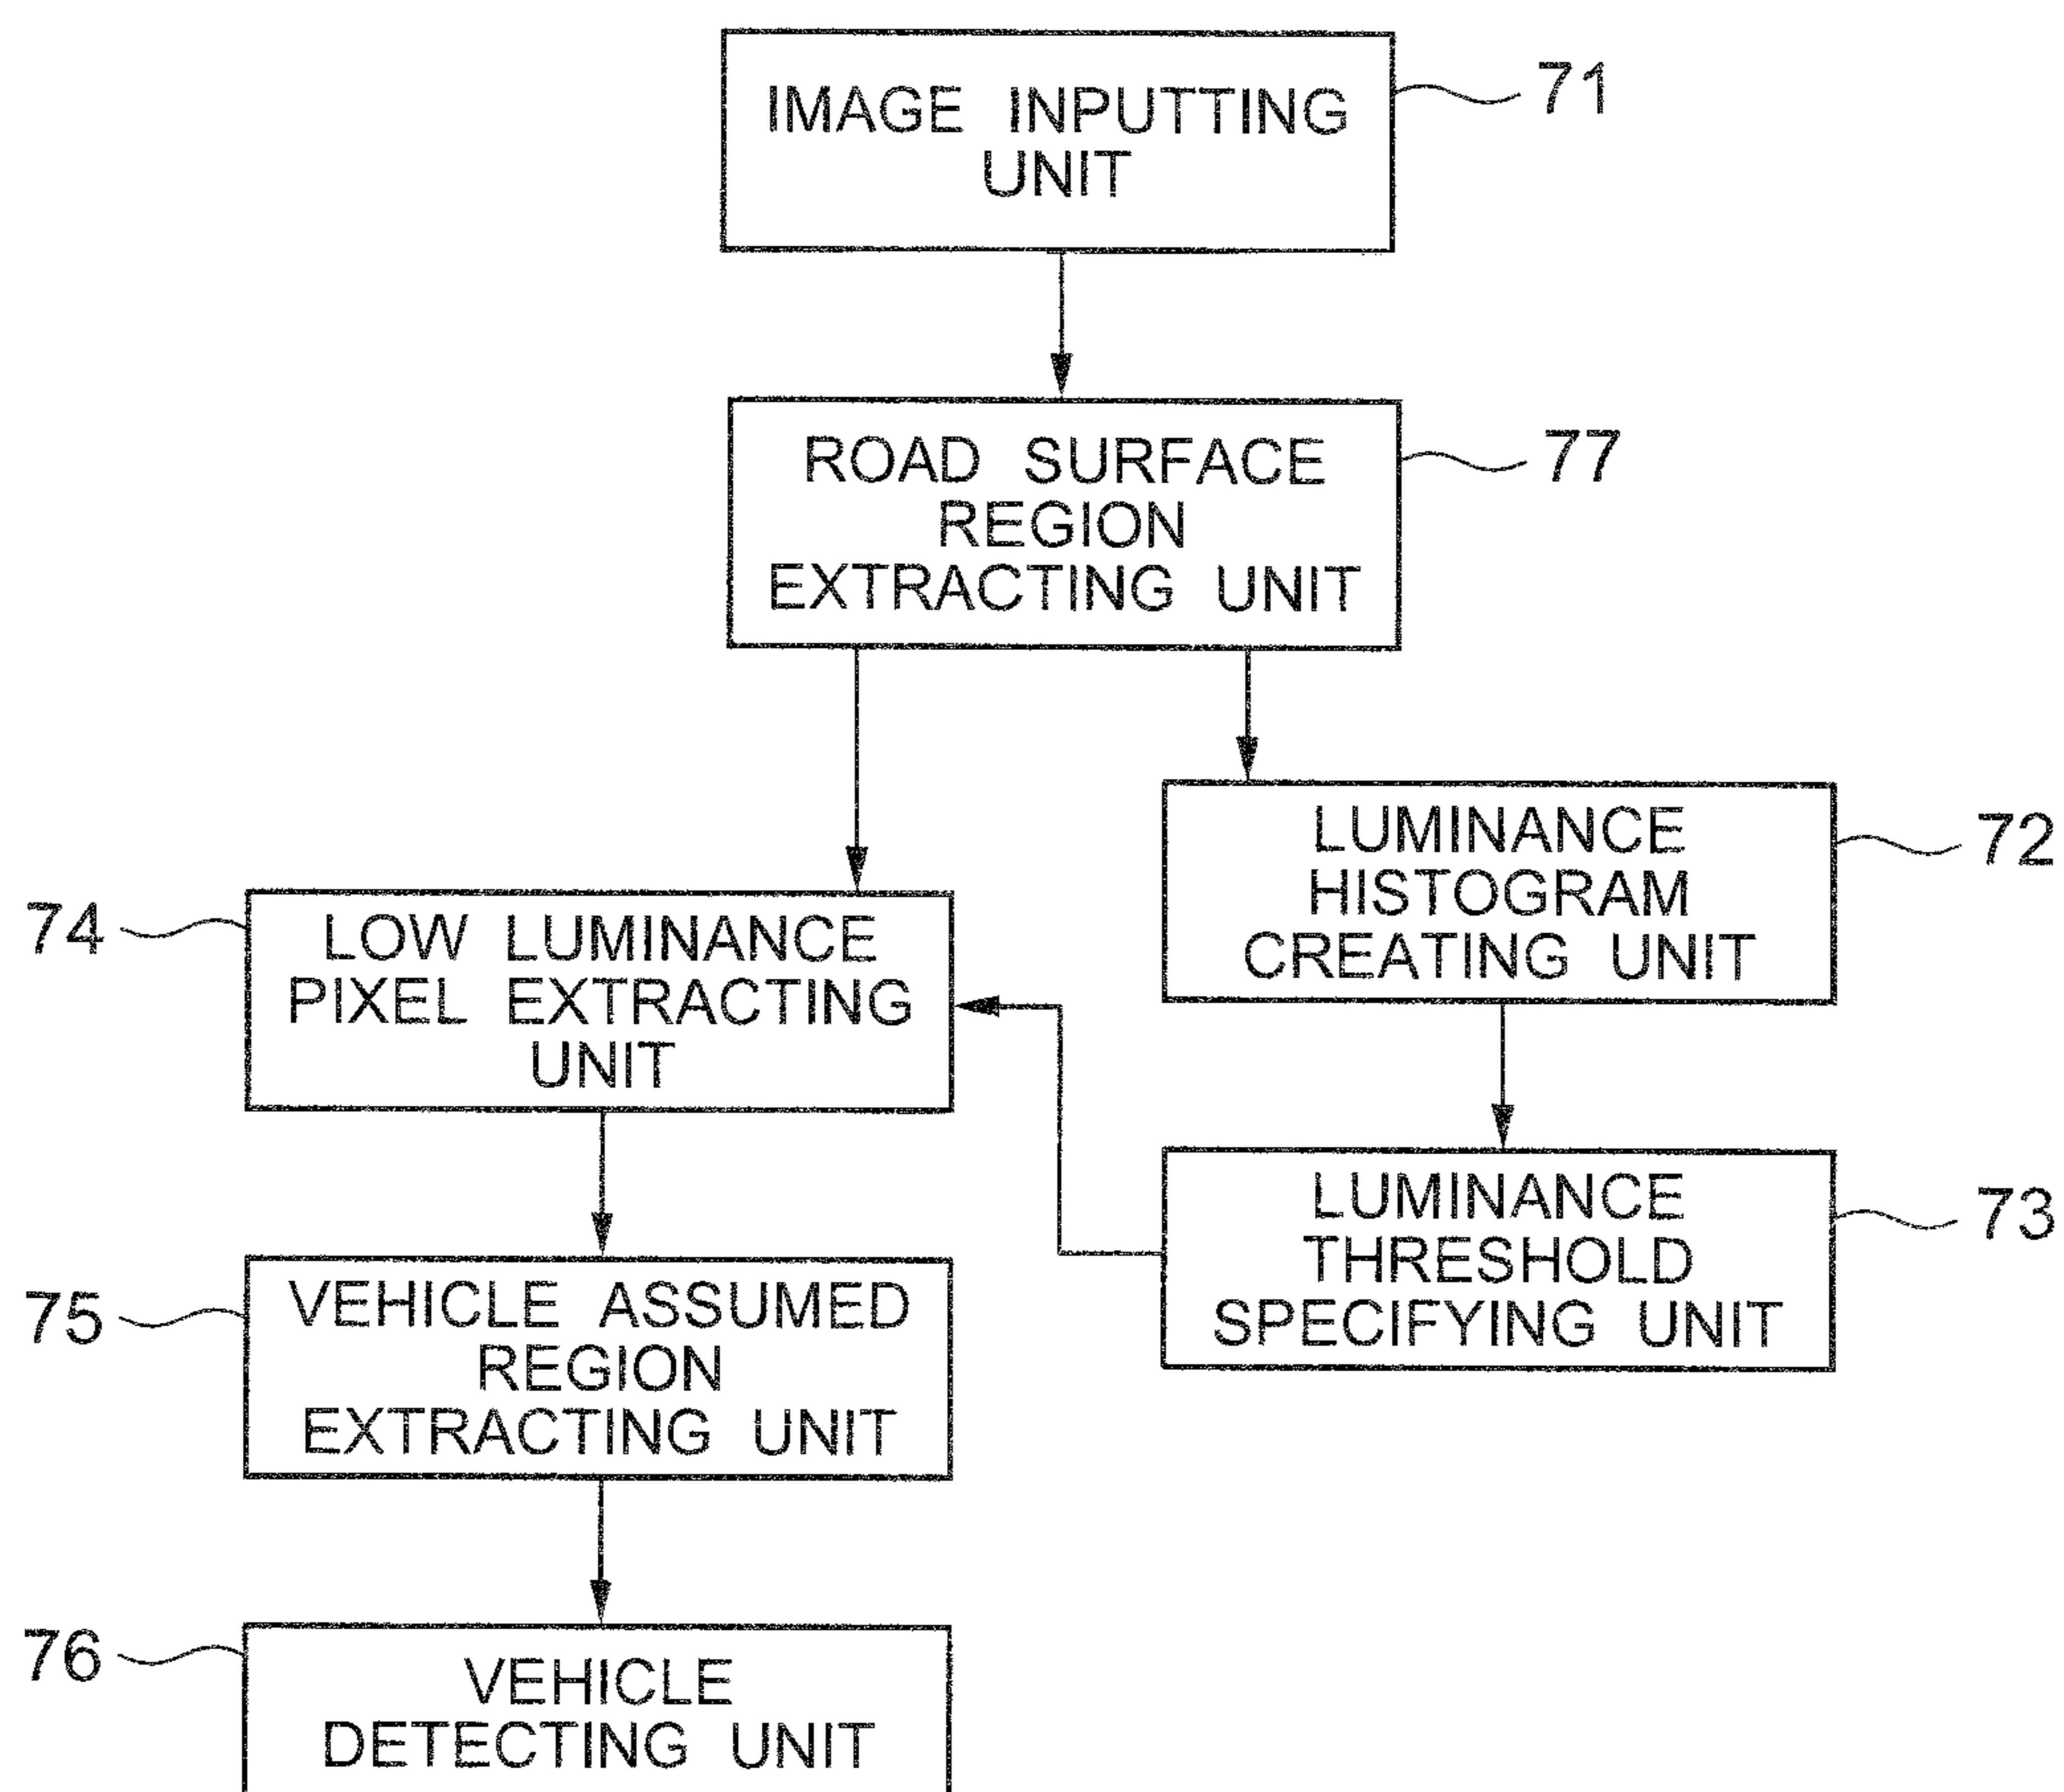 IMAGE INPUTTING
UNIT
71
ROAD SURFACE
REGION
EXTRACTING UNIT
77
LUMINANCE
HISTOGRAM
CREATING UNIT
72
74
LOW LUMINANCE
PIXEL EXTRACTING
UNIT
LUMINANCE
THRESHOLD
SPECIFYING UNIT
73
75
VEHICLE ASSUMED
REGION
EXTRACTING UNIT
76
VEHICLE
DETECTING UNIT